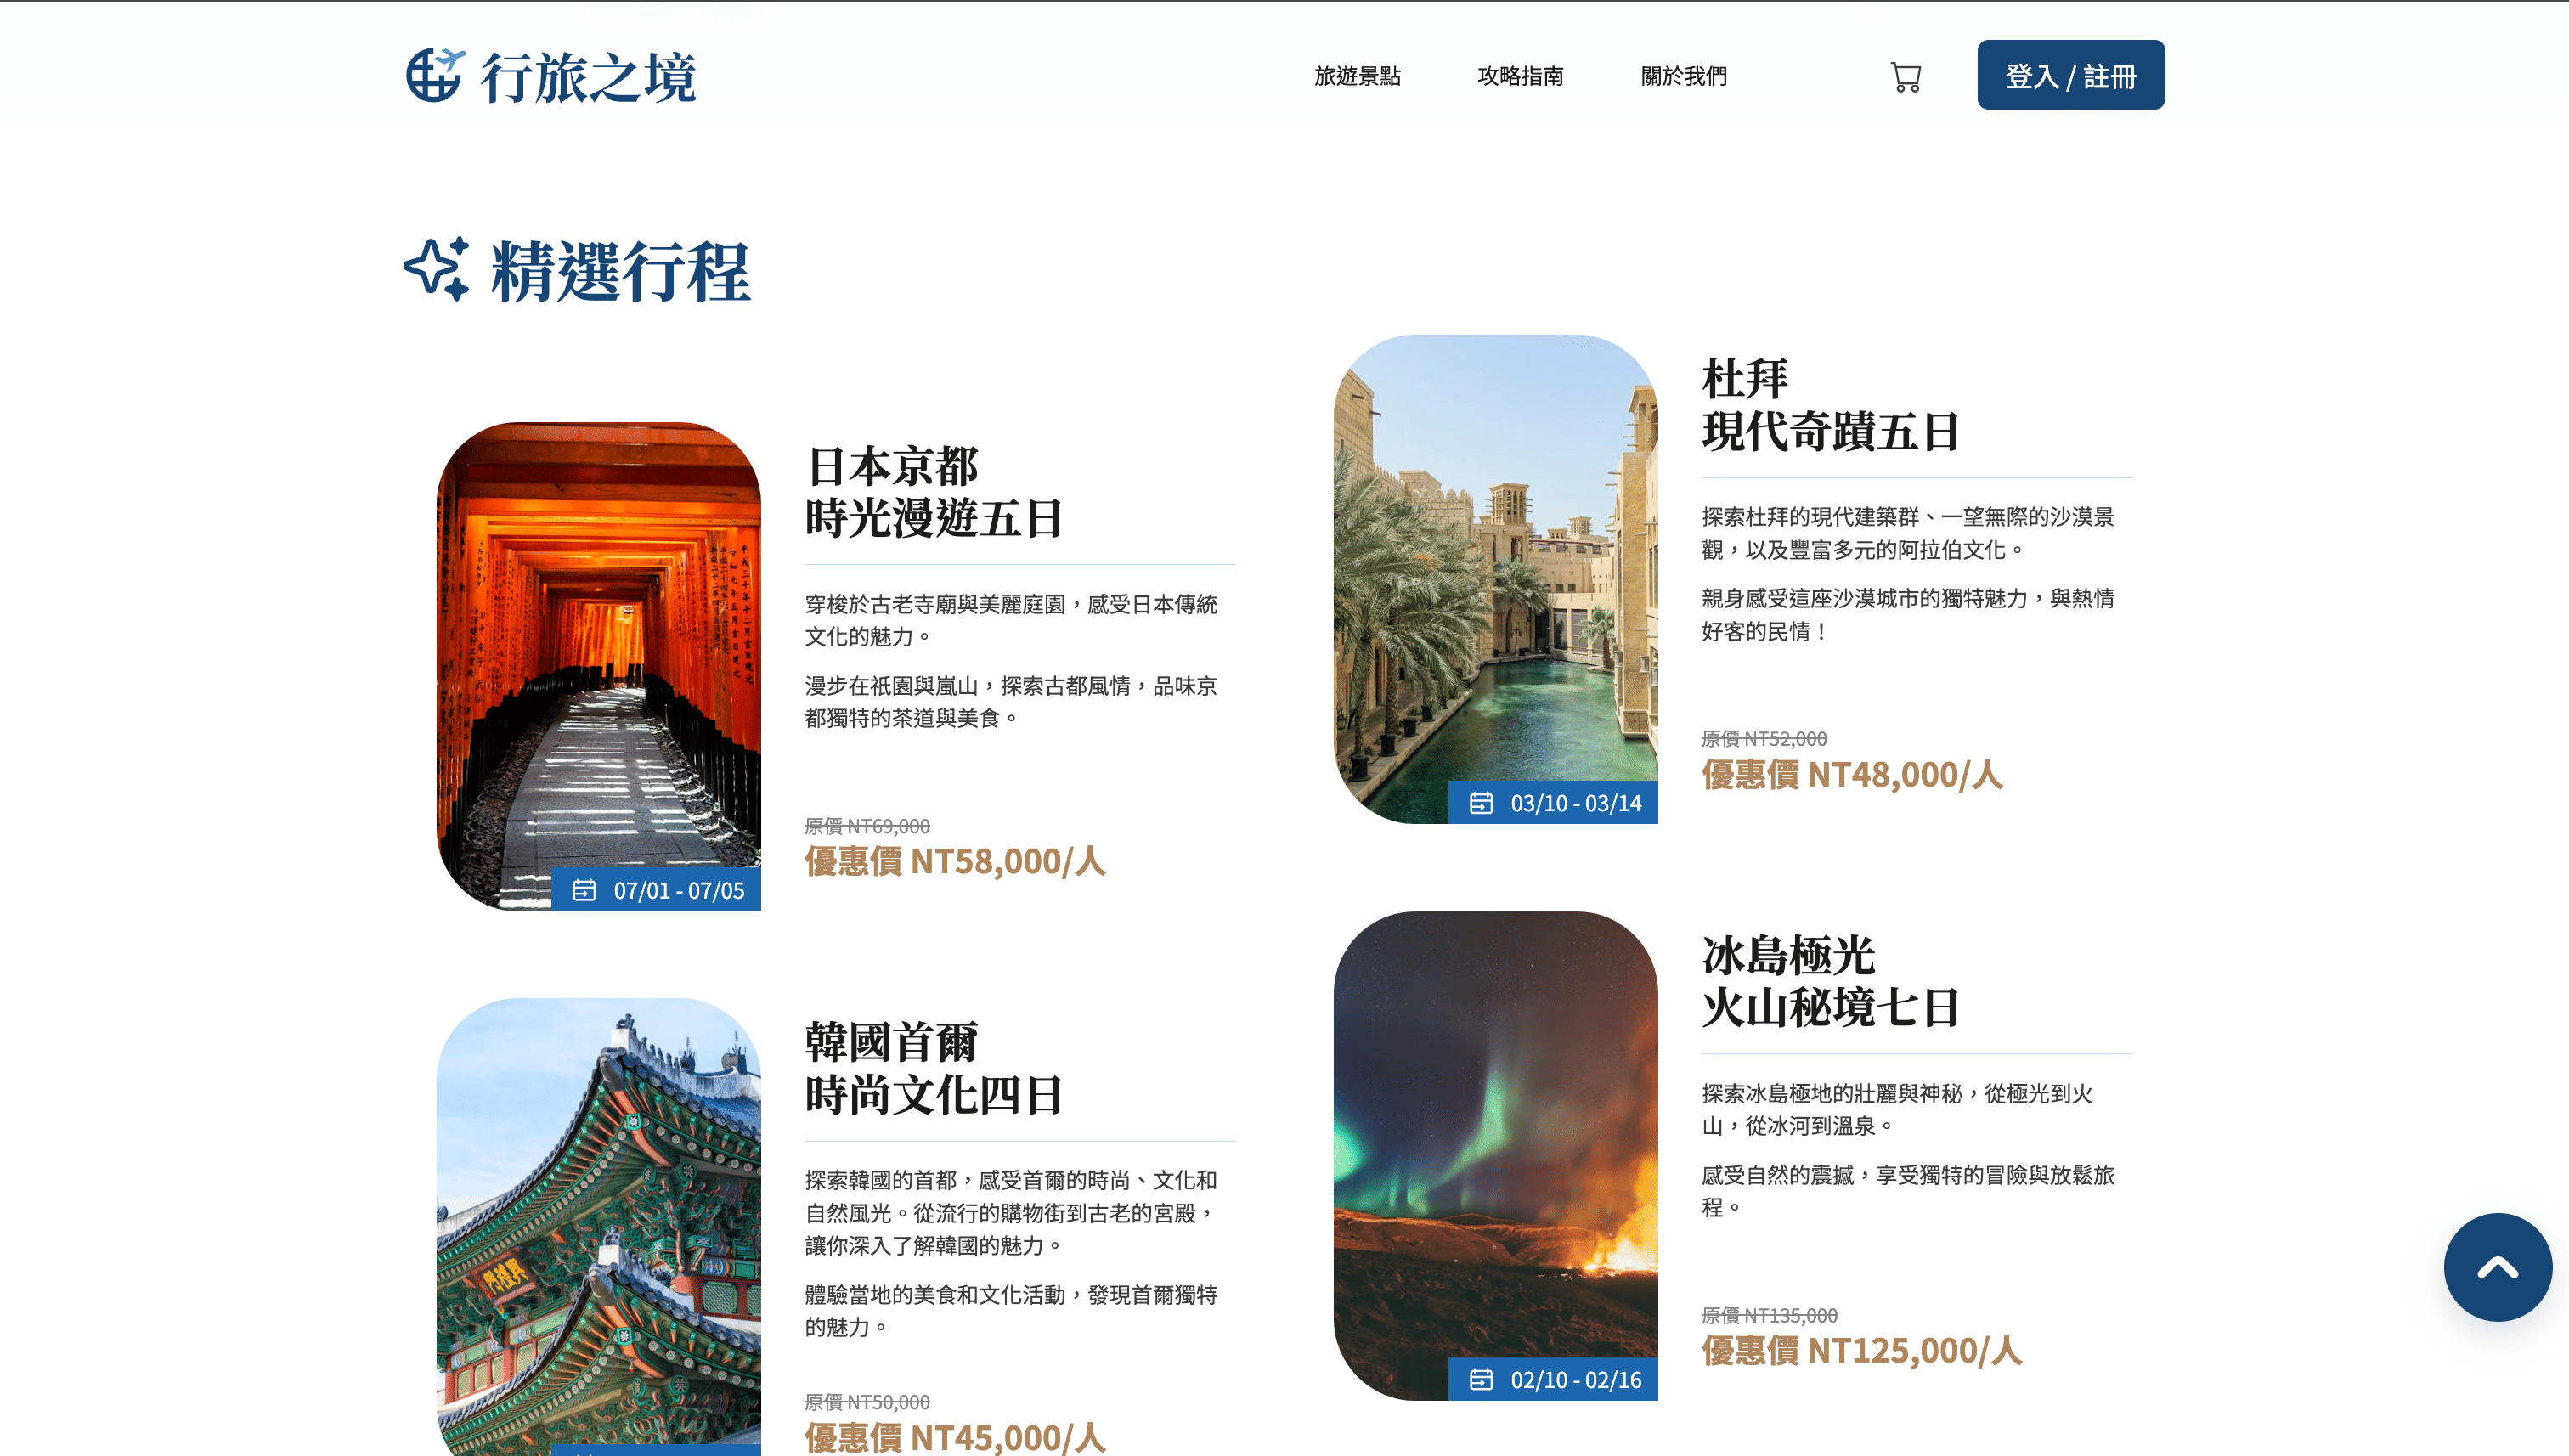 行旅之境
旅遊景點
攻略指南
關於我們
登入 / 註冊
精選行程
日本京都
時光漫遊五日
穿梭於古老寺廟與美麗庭園，感受日本傳統
文化的魅力。
漫步在祇園與嵐山，探索古都風情，品味京
都獨特的茶道與美食。
原價 NT69,000
優惠價 NT58,000/人
07/01 - 07/05
杜拜
現代奇蹟五日
探索杜拜的現代建築群、一望無際的沙漠景
觀，以及豐富多元的阿拉伯文化。
親身感受這座沙漠城市的獨特魅力，與熱情
好客的民情！
原價 NT52,000
優惠價 NT48,000/人
03/10 - 03/14
韓國首爾
時尚文化四日
探索韓國的首都，感受首爾的時尚、文化和
自然風光。從流行的購物街到古老的宮殿，
讓你深入了解韓國的魅力。
體驗當地的美食和文化活動，發現首爾獨特
的魅力。
原價 NT50,000
優惠價 NT45,000/人
冰島極光
火山秘境七日
探索冰島極地的壯麗與神秘，從極光到火
山，從冰河到溫泉。
感受自然的震撼，享受獨特的冒險與放鬆旅
程。
原價 NT135,000
優惠價 NT125,000/人
02/10 - 02/16